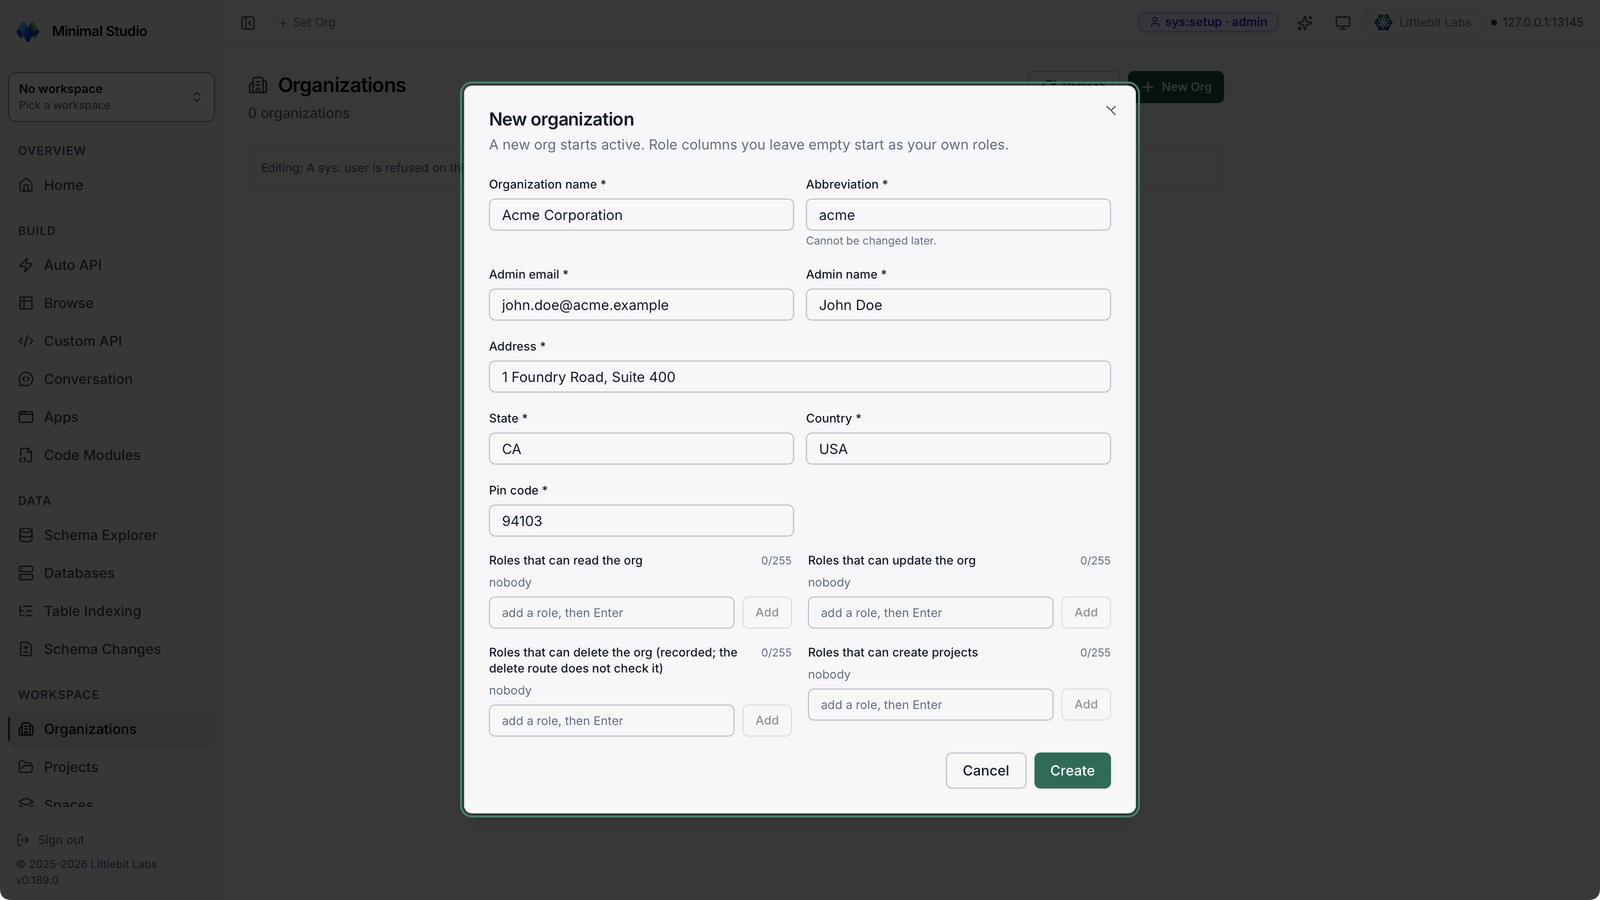 Minimal Studio
Set Org
sys:setup · admin
Littlebit Labs
127.0.0.1:13145
No workspace
Pick a workspace
Organizations
0 organizations
New Org
Editing: A sys: user is refused on thi
OVERVIEW
Home
BUILD
Auto API
Browse
Custom API
Conversation
Apps
Code Modules
DATA
Schema Explorer
Databases
Table Indexing
Schema Changes
WORKSPACE
Organizations
Projects
Spaces
Sign out
© 2025-2026 Littlebit Labs ·
v0.189.0
New organization
A new org starts active. Role columns you leave empty start as your own roles.
Organization name *
Abbreviation *
Acme Corporation
acme
Cannot be changed later.
Admin email *
Admin name *
john.doe@acme.example
John Doe
Address *
1 Foundry Road, Suite 400
State *
Country *
CA
USA
Pin code *
94103
Roles that can read the org 0/255
nobody
add a role, then Enter Add
Roles that can update the org 0/255
nobody
add a role, then Enter Add
Roles that can delete the org (recorded; the 0/255
delete route does not check it)
nobody
add a role, then Enter Add
Roles that can create projects 0/255
nobody
add a role, then Enter Add
Cancel
Create